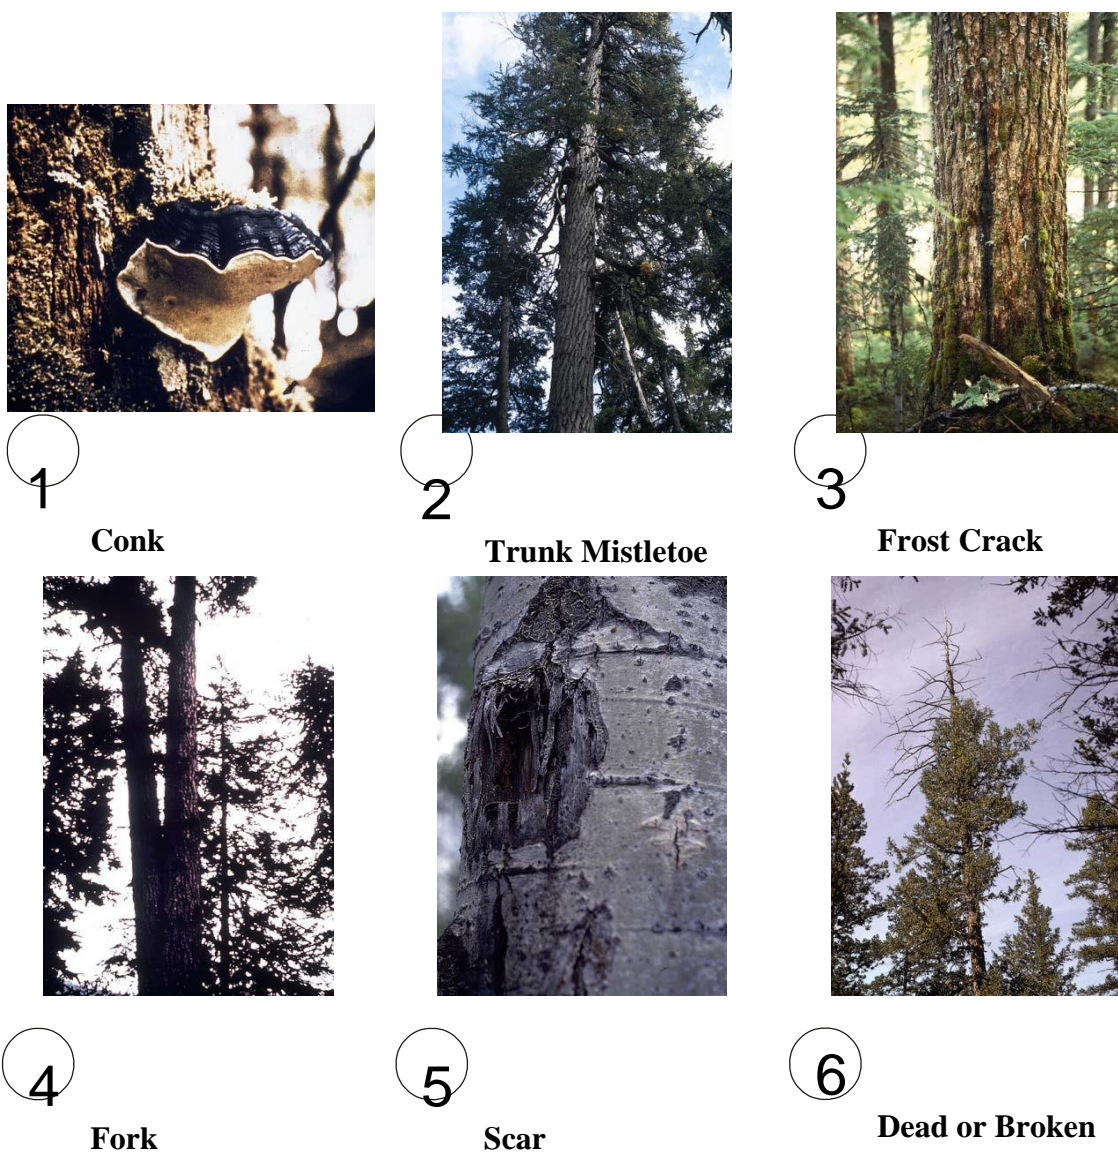 1
2
3
Conk
Trunk Mistletoe
Frost Crack
4
5
6
Fork
Scar
Dead or Broken